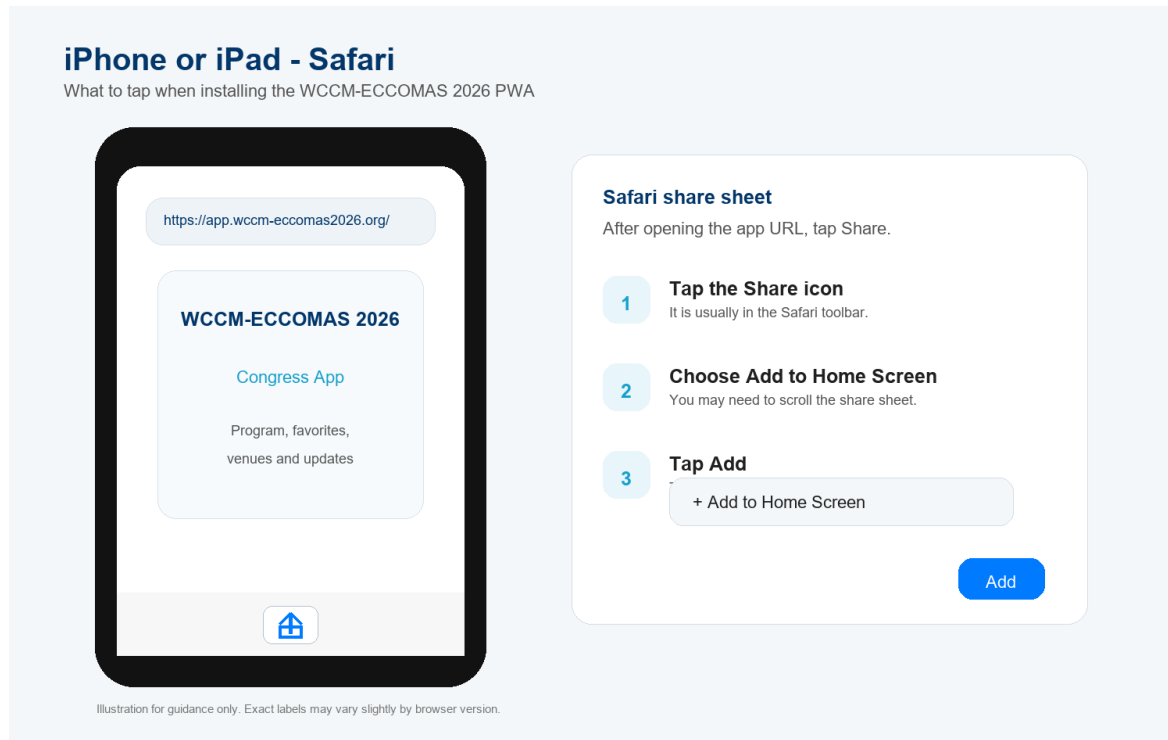 iPhone or iPad - Safari
What to tap when installing the WCCM-ECCOMAS 2026 PWA
https://app.wccm-eccomas2026.org/
WCCM-ECCOMAS 2026
Congress App
Program, favorites,
venues and updates
Illustration for guidance only. Exact labels may vary slightly by browser version.
Safari share sheet
After opening the app URL, tap Share.
1
Tap the Share icon
It is usually in the Safari toolbar.
2
Choose Add to Home Screen
You may need to scroll the share sheet.
3
Tap Add
+ Add to Home Screen
Add